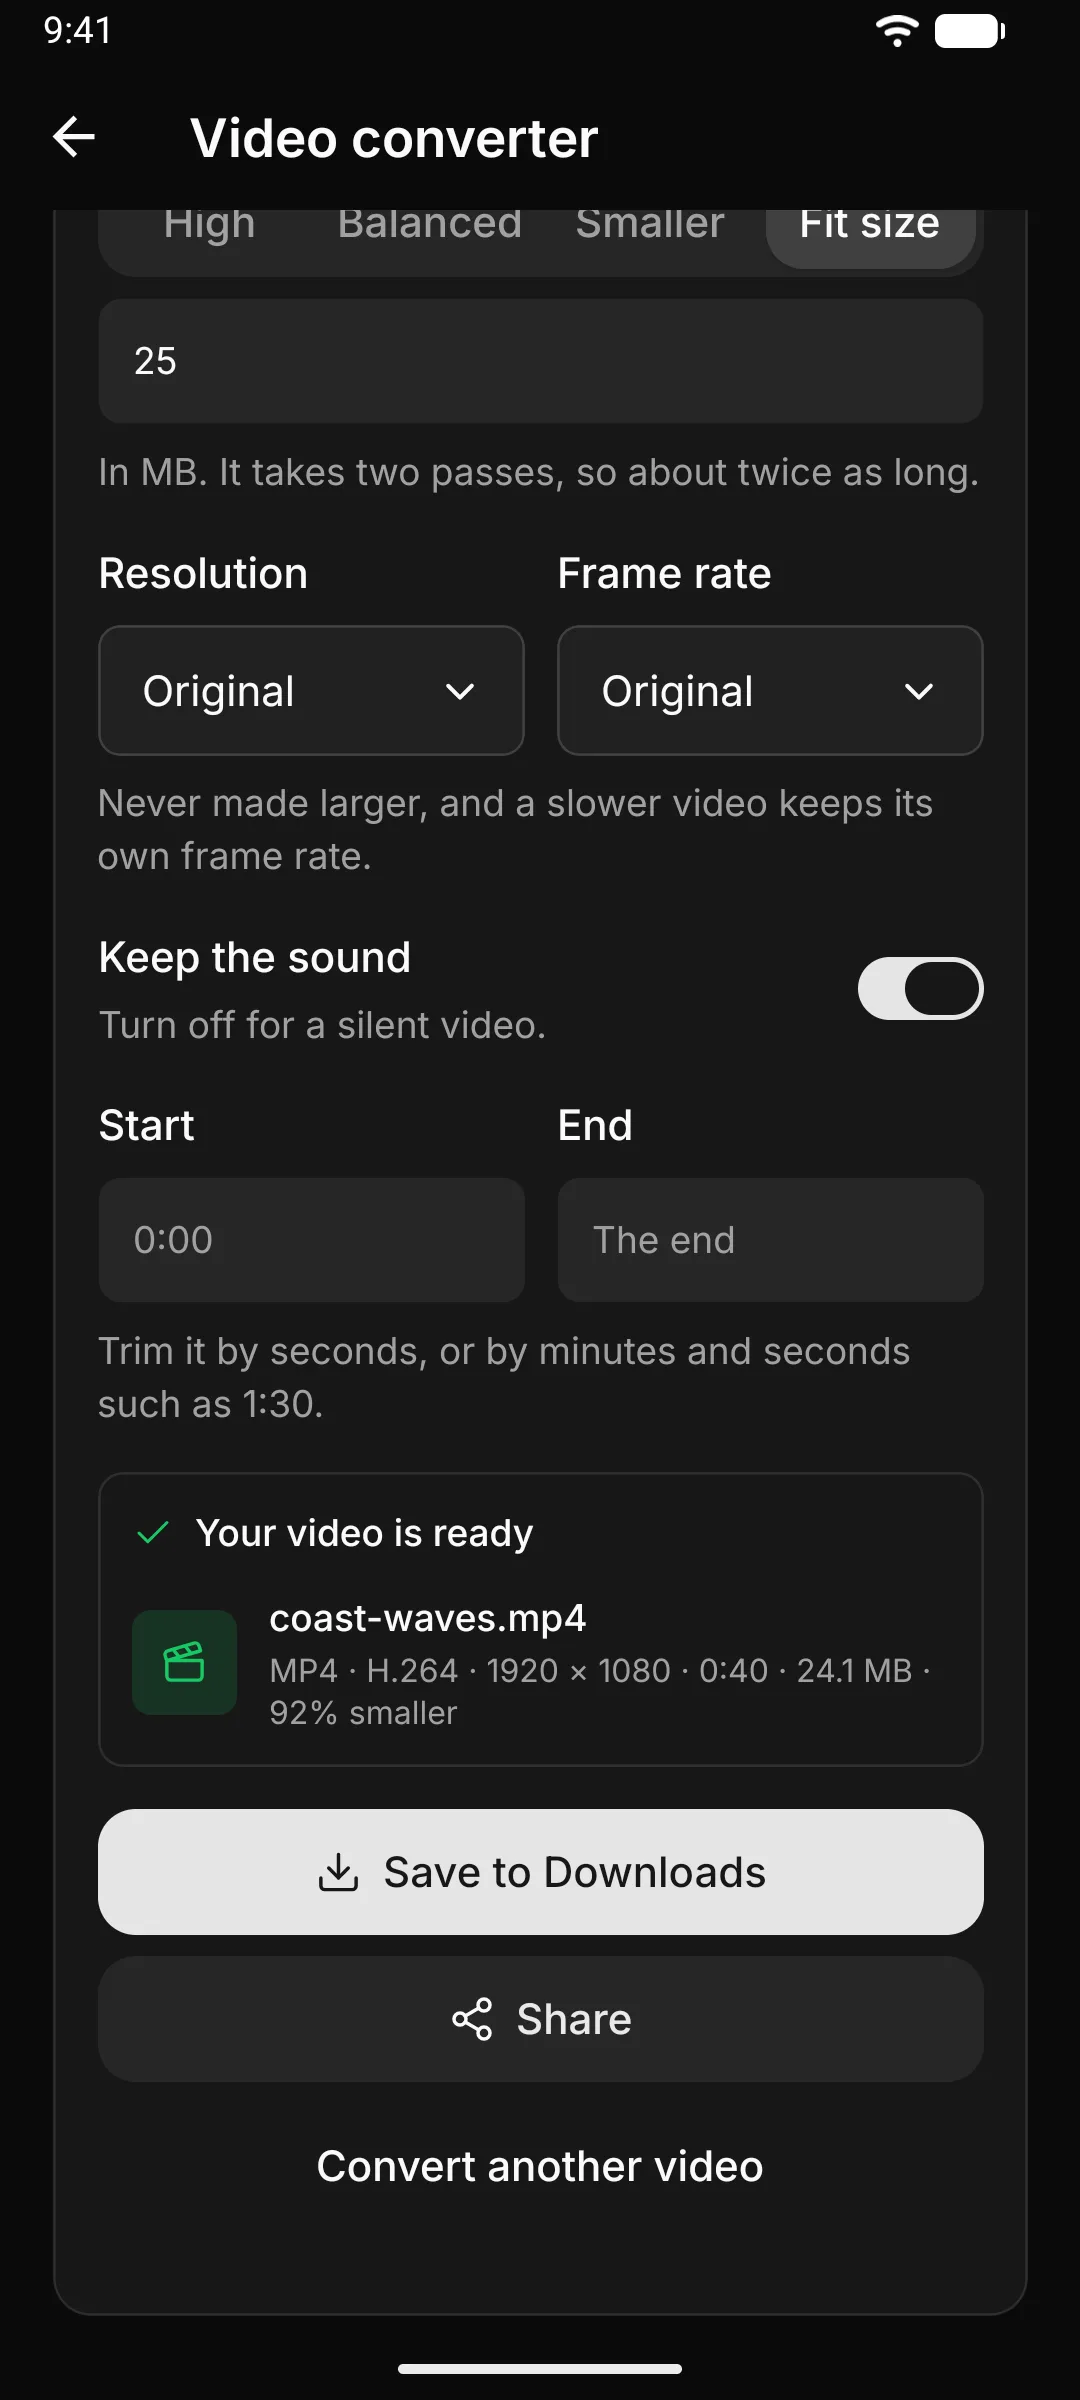 9:41
Video converter
High Balanced Smaller Fit size
25
In MB. It takes two passes, so about twice as long.
Resolution Frame rate
Original Original
Never made larger, and a slower video keeps its
own frame rate.
Keep the sound
Turn off for a silent video.
Start End
0:00 The end
Trim it by seconds, or by minutes and seconds
such as 1:30.
Your video is ready
coast-waves.mp4
MP4 · H.264 · 1920 × 1080 · 0:40 · 24.1 MB ·
92% smaller
Save to Downloads
Share
Convert another video